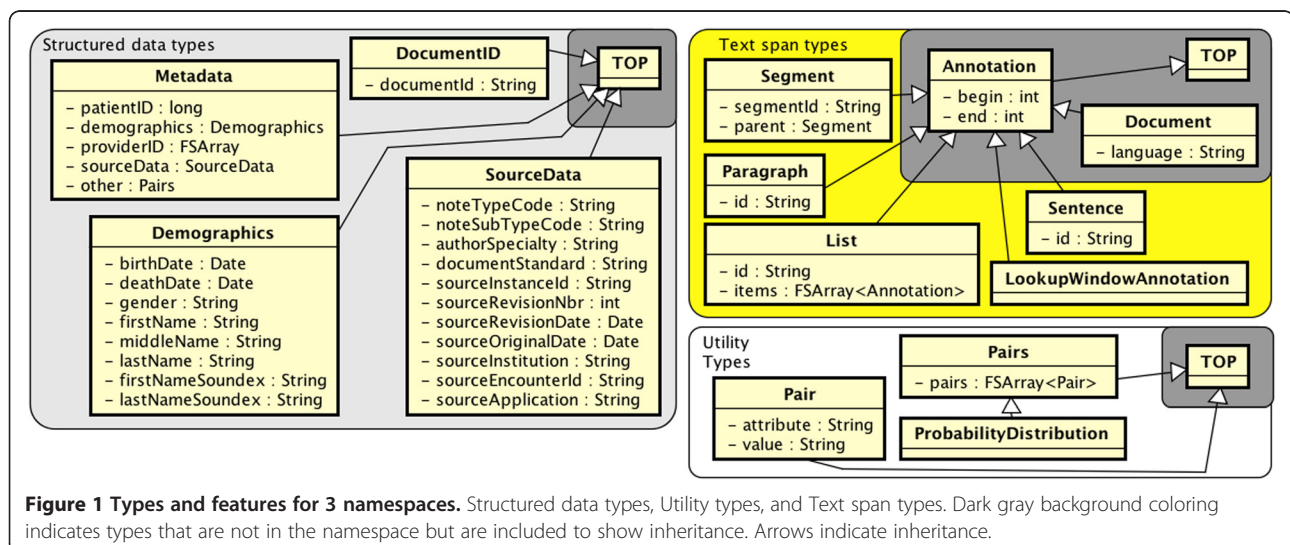 Structured data types
DocumentID
– documentId : String
TOP
Metadata
– patientID : long
– demographics : Demographics
– providerID : FSArray
– sourceData : SourceData
– other : Pairs
Demographics
– birthDate : Date
– deathDate : Date
– gender : String
– firstName : String
– middleName : String
– lastName : String
– firstNameSoundex : String
– lastNameSoundex : String
SourceData
– noteTypeCode : String
– noteSubTypeCode : String
– authorSpecialty : String
– documentStandard : String
– sourceInstanceId : String
– sourceRevisionNbr : int
– sourceRevisionDate : Date
– sourceOriginalDate : Date
– sourceInstitution : String
– sourceEncounterId : String
– sourceApplication : String
Text span types
Segment
– segmentId : String
– parent : Segment
Annotation
– begin : int
– end : int
TOP
Document
– language : String
Paragraph
– id : String
List
– id : String
– items : FSArray<Annotation>
Sentence
– id : String
LookupWindowAnnotation
Utility
Types
Pair
– attribute : String
– value : String
Pairs
– pairs : FSArray<Pair>
ProbabilityDistribution
TOP
Figure 1 Types and features for 3 namespaces. Structured data types, Utility types, and Text span types. Dark gray background coloring
indicates types that are not in the namespace but are included to show inheritance. Arrows indicate inheritance.